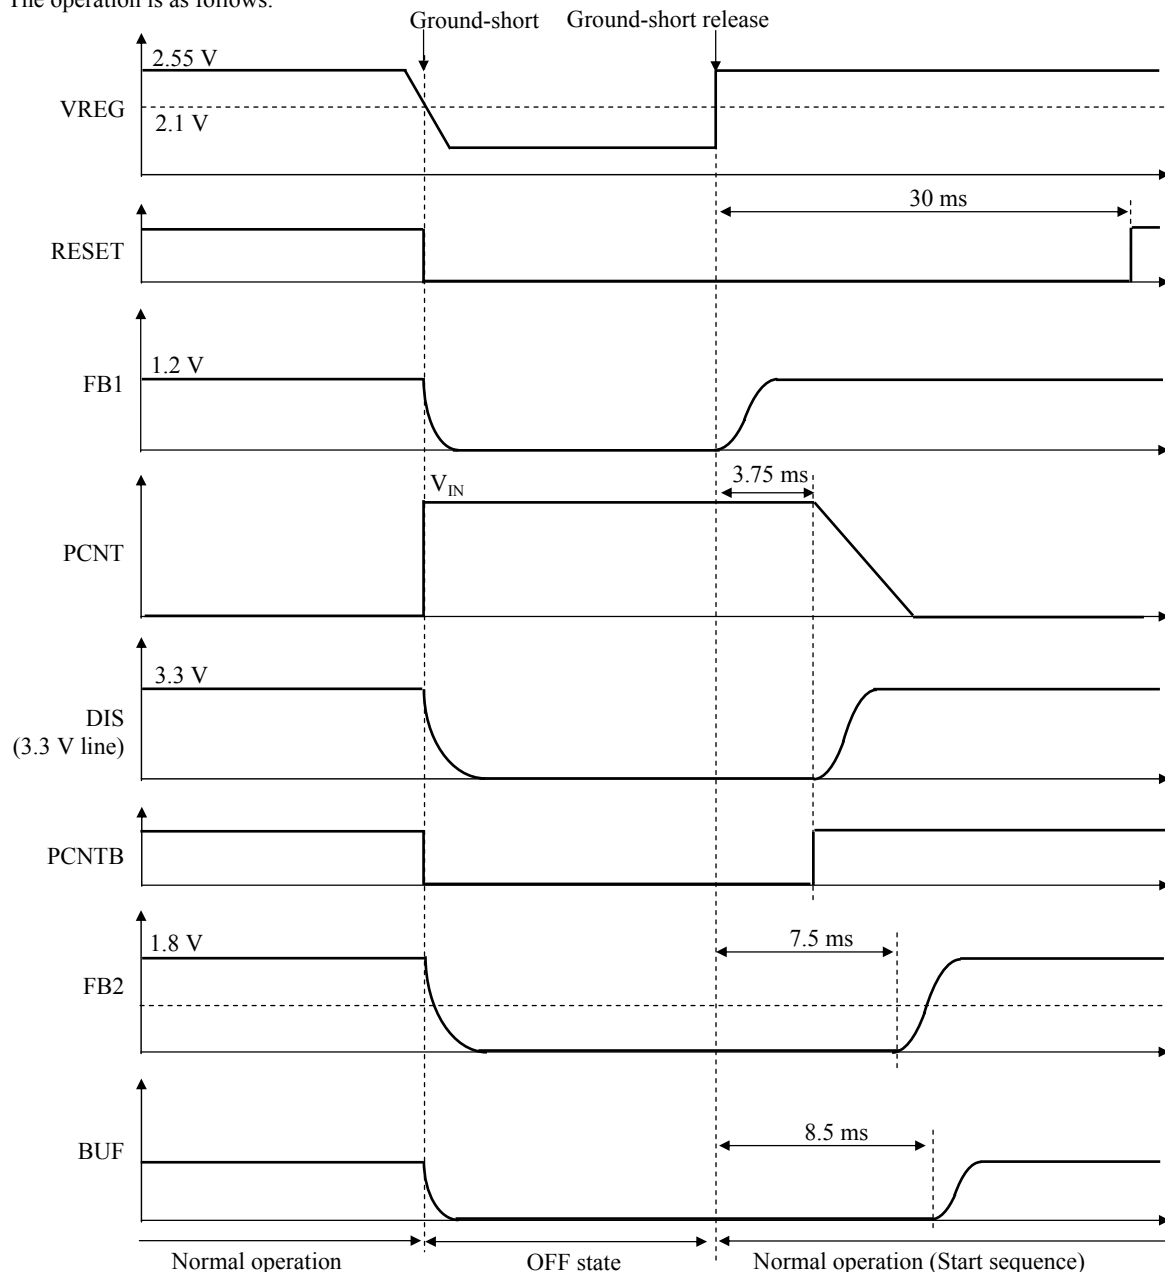 The operation is as follows.
Ground-short
Ground-short release
2.55 V
VREG
2.1 V
30 ms
RESET
1.2 V
FB1
3.75 ms
VIN
PCNT
3.3 V
DIS
(3.3 V line)
PCNTB
1.8 V
7.5 ms
FB2
8.5 ms
BUF
Normal operation
OFF state
Normal operation (Start sequence)